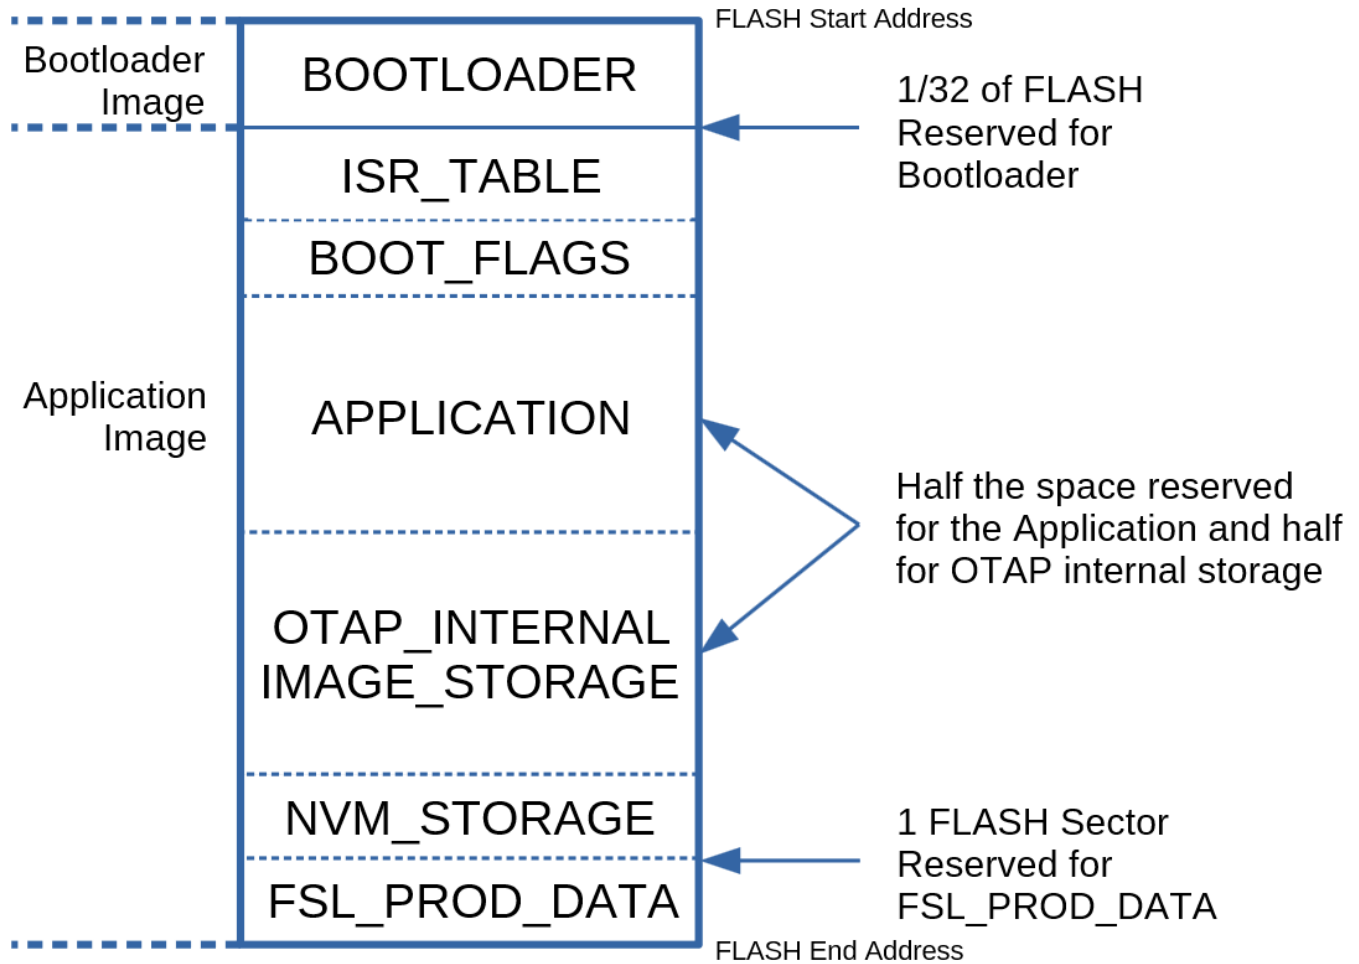 FLASH Start Address
Bootloader
Image
BOOTLOADER
1/32 of FLASH
Reserved for
Bootloader
ISR_TABLE
BOOT_FLAGS
Application
Image
APPLICATION
Half the space reserved
for the Application and half
for OTAP internal storage
OTAP_INTERNAL
IMAGE_STORAGE
NVM_STORAGE
1 FLASH Sector
Reserved for
FSL_PROD_DATA
FSL_PROD_DATA
FLASH End Address